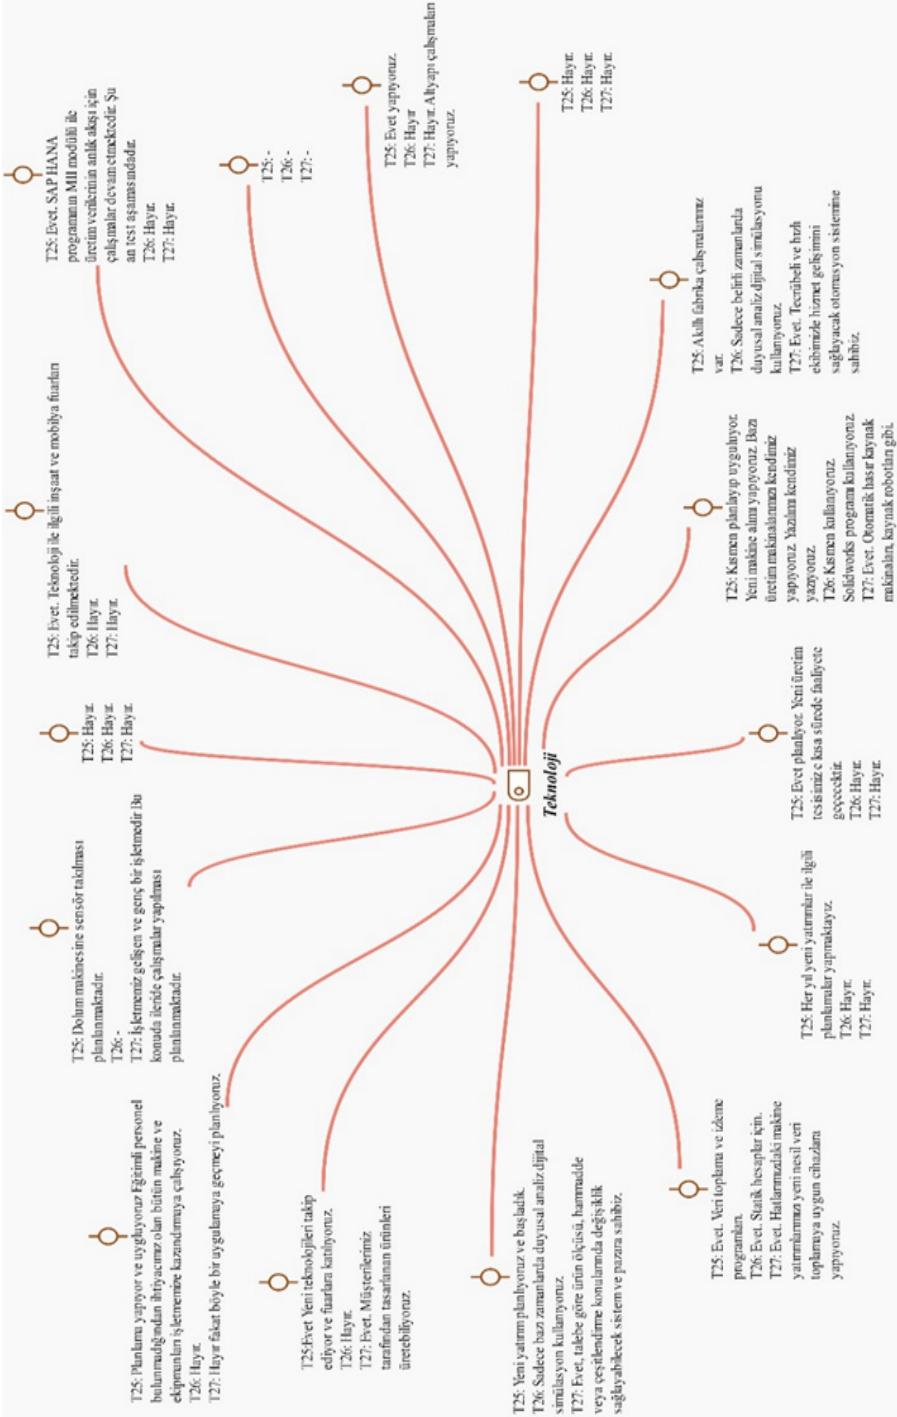 T25: Evet. SAP HANA
programının MII modülü ile
üretim verilerinin anlık akışı için
çalışmalar devam etmektedir. Şu
an test aşamasındadır.
T26: Hayır.
T27: Hayır.
T25: -
T26: -
T27: -
T25: Evet yapıyoruz.
T26: Hayır
T27: Hayır. Altyapı çalışmaları
yapıyoruz.
T25: Hayır.
T26: Hayır.
T27: Hayır.
T25: Akıllı fabrika çalışmalarımız
var.
T26: Sadece belirli zamanlarda
duyusal analiz dijital simülasyonu
kullanıyoruz.
T27: Evet. Tecrübeli ve hızlı
ekibimizle hizmet gelişimini
sağlayacak otomasyon sistemine
sahibiz.
T25: Evet. Teknoloji ile ilgili inşaat ve mobilya fuarları
takip edilmektedir.
T26: Hayır.
T27: Hayır.
T25: Kısmen planlayıp uyguluyor.
Yeni makine alımı yapıyoruz. Bazı
üretim makinalarımızı kendimiz
yapıyoruz. Yazılımı kendimiz
yazıyoruz.
T26: Kısmen kullanıyoruz.
Solidworks programı kullanıyoruz.
T27: Evet. Otomatik hasır kaynak
makinaları, kaynak robotları gibi.
T25: Hayır.
T26: Hayır.
T27: Hayır.
Teknoloji
T25: Evet planlıyor. Yeni üretim
tesisimiz e kısa sürede faaliyete
geçecektir.
T26: Hayır.
T27: Hayır.
T25: Dolum makinesine sensör takılması
planlanmaktadır.
T26: -
T27: İşletmemiz gelişen ve genç bir işletmedir Bu
konuda ileride çalışmalar yapılması
planlanmaktadır.
T25: Her yıl yeni yatırımlar ile ilgili
planlamalar yapmaktayız.
T26: Hayır.
T27: Hayır.
T25: Planlama yapıyor ve uyguluyoruz Eğitimli personel
bulunmadığından ihtiyacımız olan bütün makine ve
ekipmanları işletmemize kazandırmaya çalışıyoruz.
T26: Hayır.
T27: Hayır fakat böyle bir uygulamaya geçmeyi planlıyoruz.
T25:Evet Yeni teknolojileri takip
ediyor ve fuarlara katılıyoruz.
T26: Hayır.
T27: Evet. Müşterilerimiz
tarafından tasarlanan ürünleri
üretebiliyoruz.
T25: Yeni yatırım planlıyoruz ve başladık.
T26: Sadece bazı zamanlarda duyusal analiz dijital
simülasyon kullanıyoruz
T27: Evet, talebe göre ürün ölçüsü, hammadde
veya çeşitlendirme konularında değişiklik
sağlayabilecek sistem ve pazara sahibiz.
T25: Evet. Veri toplama ve izleme
programları.
T26: Evet. Statik hesaplar için.
T27: Evet. Hatlarımızdaki makine
yatırımlarımızı yeni nesil veri
toplamaya uygun cihazlara
yapıyoruz.